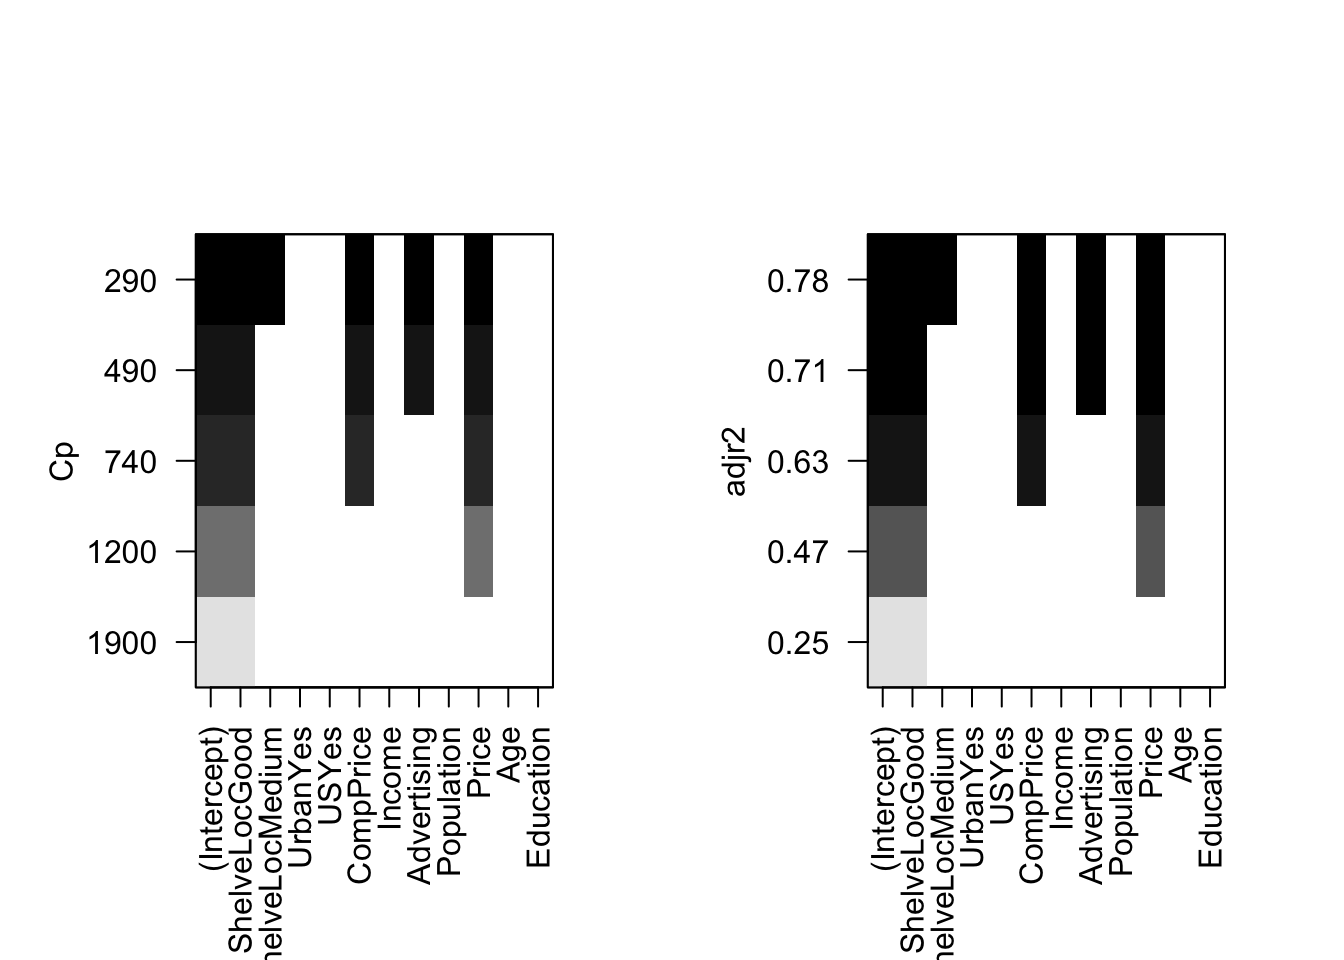 Cp
290
490
740
1200
1900
(Intercept)
ShelveLocGood
helveLocMedium
UrbanYes
USYes
CompPrice
Income
Advertising
Population
Price
Age
Education
adjr2
0.78
0.71
0.63
0.47
0.25
(Intercept)
ShelveLocGood
helveLocMedium
UrbanYes
USYes
CompPrice
Income
Advertising
Population
Price
Age
Education